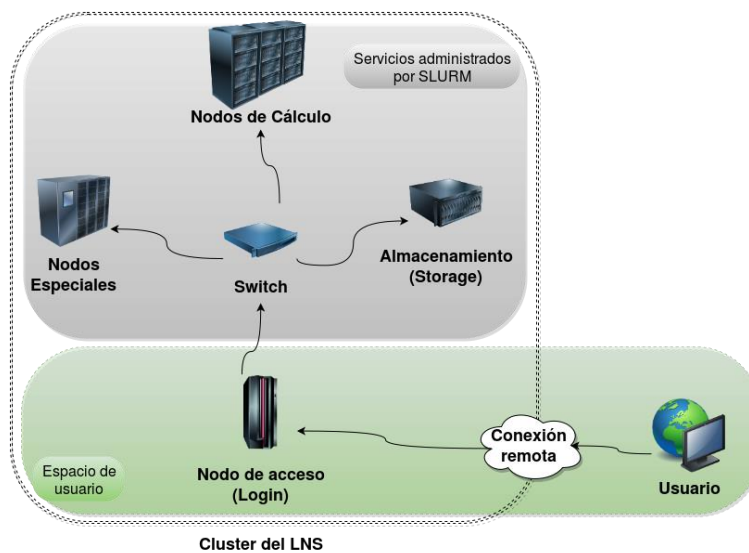 Servicios administrados
por SLURM
Nodos de Cálculo
Nodos
Especiales
Switch
Almacenamiento
(Storage)
Conexión
remota
Espacio de
usuario
Nodo de acceso
(Login)
Usuario
Cluster del LNS